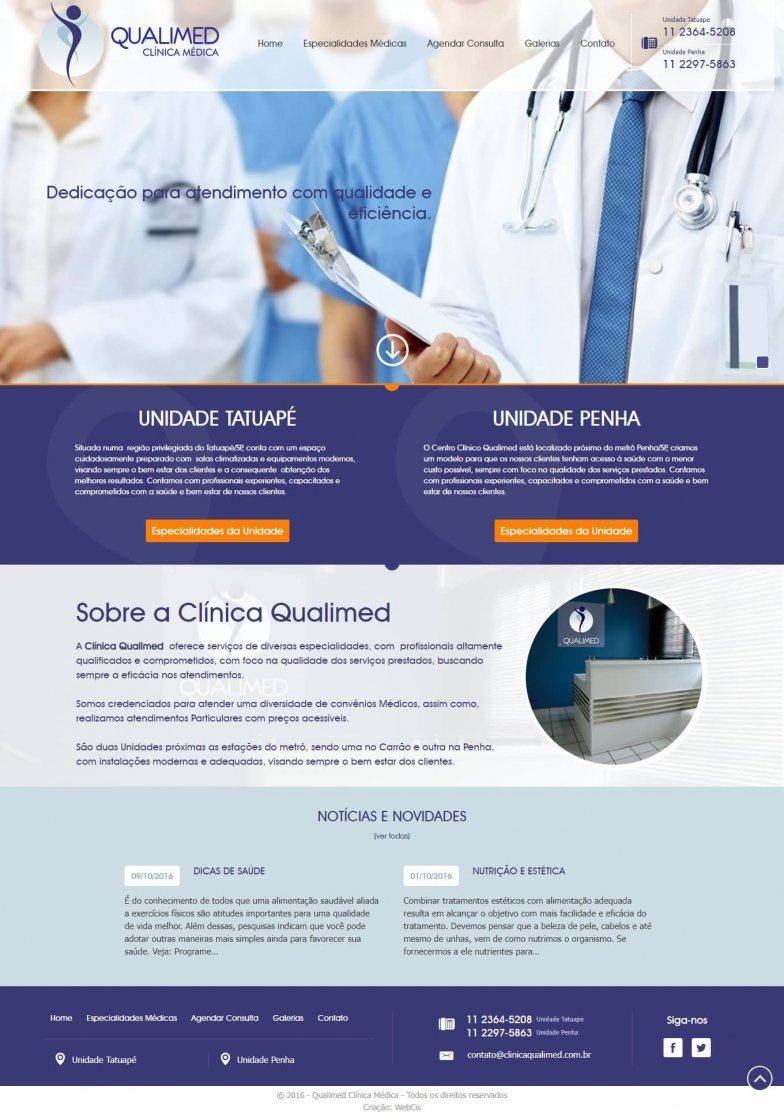 QUALIMED
CLÍNICA MÉDICA
Home Especialidades Médicas Agendar Consulta Galerias Contato
Unidade Tatuape
11 2364-5208
Unidade Penha
11 2297-5863
Dedicação para atendimento com qualidade e
eficiência.
UNIDADE TATUAPÉ
Situada numa região privilegiada do Tatuapé/SP, conta com um espaço
cuidadosamente preparado com salas climatizadas e equipamentos modernos,
visando sempre o bem estar dos clientes e a consequente obtenção dos
melhores resultados. Contamos com profissionais experientes, capacitados e
comprometidos com a saúde e bem estar de nossos clientes.
Especialidades da Unidade
UNIDADE PENHA
O Centro Clínico Qualimed está localizado próximo do metrô Penha/SP, criamos
um modelo para que os nossos clientes tenham acesso à saúde com o menor
custo possível, sempre com foco na qualidade dos serviços prestados. Contamos
com profissionais experientes, capacitados e comprometidos com a saúde e bem
estar de nossos clientes.
Especialidades da Unidade
Sobre a Clínica Qualimed
A Clínica Qualimed oferece serviços de diversas especialidades, com profissionais altamente
qualificados e comprometidos, com foco na qualidade dos serviços prestados, buscando
sempre a eficácia nos atendimentos.
Somos credenciados para atender uma diversidade de convênios Médicos, assim como,
realizamos atendimentos Particulares com preços acessíveis.
São duas Unidades próximas as estações do metrô, sendo uma no Carrão e outra na Penha,
com instalações modernas e adequadas, visando sempre o bem estar dos clientes.
QUALIMED
QUALIMED
NOTÍCIAS E NOVIDADES
(ver todas)
09/10/2016 DICAS DE SAÚDE
É do conhecimento de todos que uma alimentação saudável aliada
a exercícios físicos são atitudes importantes para uma qualidade
de vida melhor. Além dessas, pesquisas indicam que você pode
adotar outras maneiras mais simples ainda para favorecer sua
saúde. Veja: Programe...
01/10/2016 NUTRIÇÃO E ESTÉTICA
Combinar tratamentos estéticos com alimentação adequada
resulta em alcançar o objetivo com mais facilidade e eficácia do
tratamento. Devemos pensar que a beleza de pele, cabelos e até
mesmo de unhas, vem de como nutrimos o organismo. Se
fornecermos a ele nutrientes para...
Home Especialidades Médicas Agendar Consulta Galerias Contato
Unidade Tatuapé Unidade Penha
11 2364-5208 Unidade Tatuapé
11 2297-5863 Unidade Penha
contato@clinicaqualimed.com.br
Siga-nos
© 2016 - Qualimed Clínica Médica - Todos os direitos reservados
Criação: WebCis